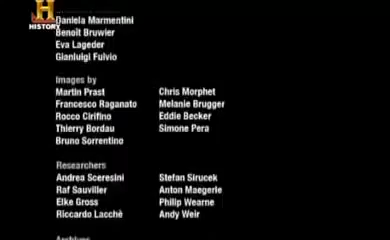 H
HISTORY
Daniela Marmentini
Benoît Bruwier
Eva Lageder
Gianluigi Fulvio
Images by
Martin Prast Chris Morphet
Francesco Raganato Melanie Brugger
Rocco Cirifino Eddie Becker
Thierry Bordau Simone Pera
Bruno Sorrentino
Researchers
Andrea Sceresini Stefan Sirucek
Raf Sauviller Anton Maegerle
Elke Gross Philip Wearne
Riccardo Lacchè Andy Weir
Archives